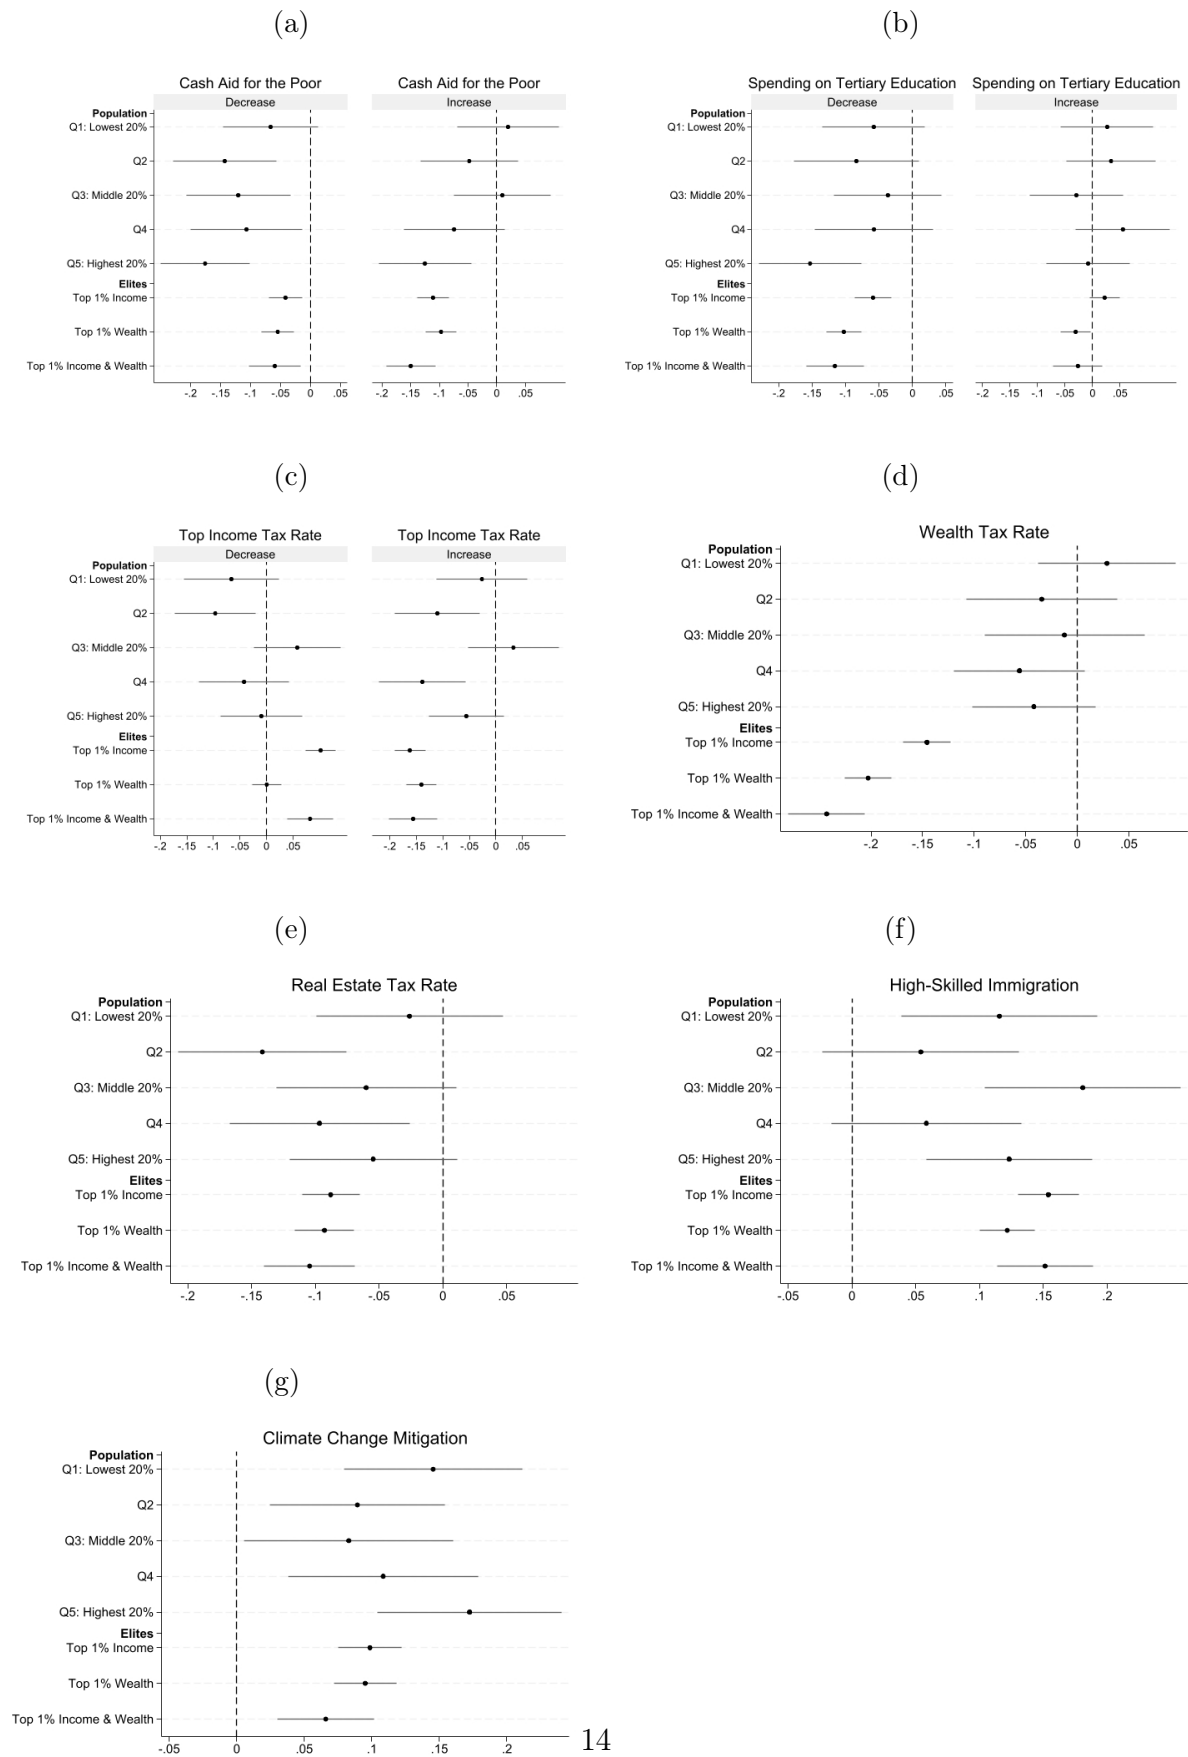 (a)
Cash Aid for the Poor
Cash Aid for the Poor
Decrease
Increase
Population
Q1: Lowest 20%
Q2
Q3: Middle 20%
Q4
Q5: Highest 20%
Elites
Top 1% Income
Top 1% Wealth
Top 1% Income & Wealth
-.2 -.15 -.1 -.05 0 .05
-.2 -.15 -.1 -.05 0 .05
(b)
Spending on Tertiary Education
Spending on Tertiary Education
Decrease
Increase
Population
Q1: Lowest 20%
Q2
Q3: Middle 20%
Q4
Q5: Highest 20%
Elites
Top 1% Income
Top 1% Wealth
Top 1% Income & Wealth
-.2 -.15 -.1 -.05 0 .05
-.2 -.15 -.1 -.05 0 .05
(c)
Top Income Tax Rate
Top Income Tax Rate
Decrease
Increase
Population
Q1: Lowest 20%
Q2
Q3: Middle 20%
Q4
Q5: Highest 20%
Elites
Top 1% Income
Top 1% Wealth
Top 1% Income & Wealth
-.2 -.15 -.1 -.05 0 .05
-.2 -.15 -.1 -.05 0 .05
(d)
Wealth Tax Rate
Population
Q1: Lowest 20%
Q2
Q3: Middle 20%
Q4
Q5: Highest 20%
Elites
Top 1% Income
Top 1% Wealth
Top 1% Income & Wealth
-.2 -.15 -.1 -.05 0 .05
(e)
Real Estate Tax Rate
Population
Q1: Lowest 20%
Q2
Q3: Middle 20%
Q4
Q5: Highest 20%
Elites
Top 1% Income
Top 1% Wealth
Top 1% Income & Wealth
-.2 -.15 -.1 -.05 0 .05
(f)
High-Skilled Immigration
Population
Q1: Lowest 20%
Q2
Q3: Middle 20%
Q4
Q5: Highest 20%
Elites
Top 1% Income
Top 1% Wealth
Top 1% Income & Wealth
-.05 0 .05 .1 .15 .2
(g)
Climate Change Mitigation
Population
Q1: Lowest 20%
Q2
Q3: Middle 20%
Q4
Q5: Highest 20%
Elites
Top 1% Income
Top 1% Wealth
Top 1% Income & Wealth
-.05 0 .05 .1 .15 .2
14